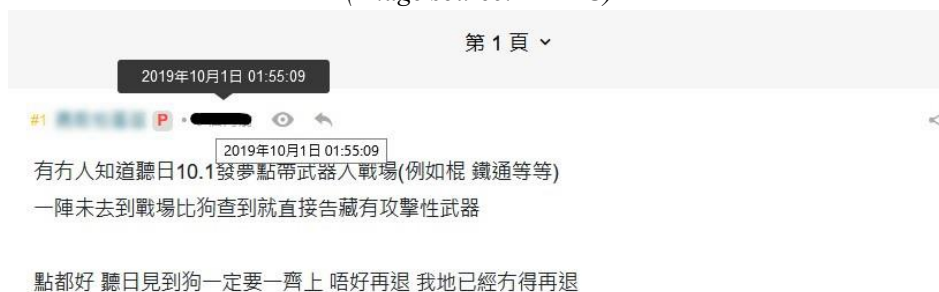 第 1 頁
2019年10月1日 01:55:09
#1 P •
2019年10月1日 01:55:09
有冇人知道聽日10.1發夢點帶武器入戰場(例如棍 鐵通等等)
一陣未去到戰場比狗查到就直接告藏有攻擊性武器
點都好 聽日見到狗一定要一齊上 唔好再退 我地已經冇得再退